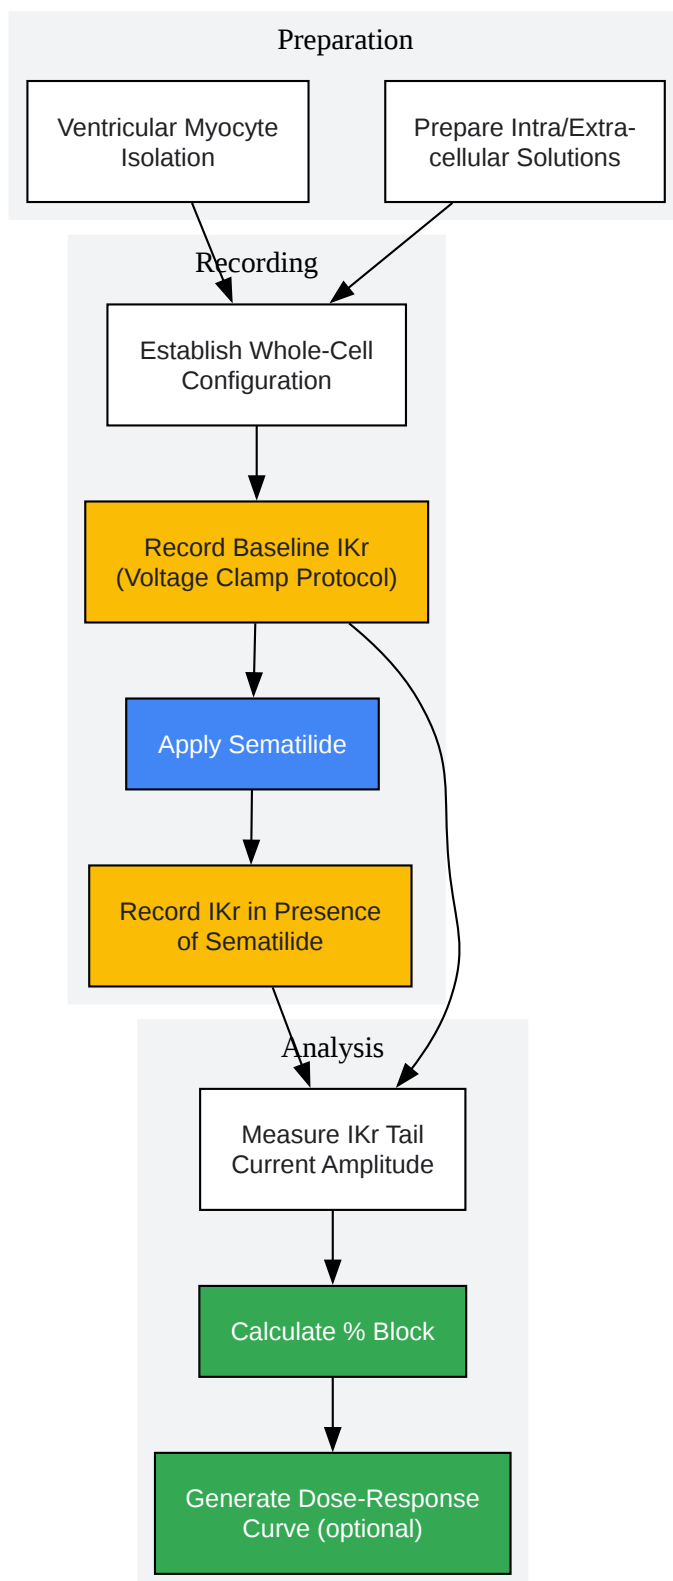 Preparation
Ventricular Myocyte
Isolation
Prepare Intra/Extra-
cellular Solutions
Recording
Establish Whole-Cell
Configuration
Record Baseline IKr
(Voltage Clamp Protocol)
Apply Sematilide
Record IKr in Presence
of Sematilide
Analysis
Measure IKr Tail
Current Amplitude
Calculate % Block
Generate Dose-Response
Curve (optional)